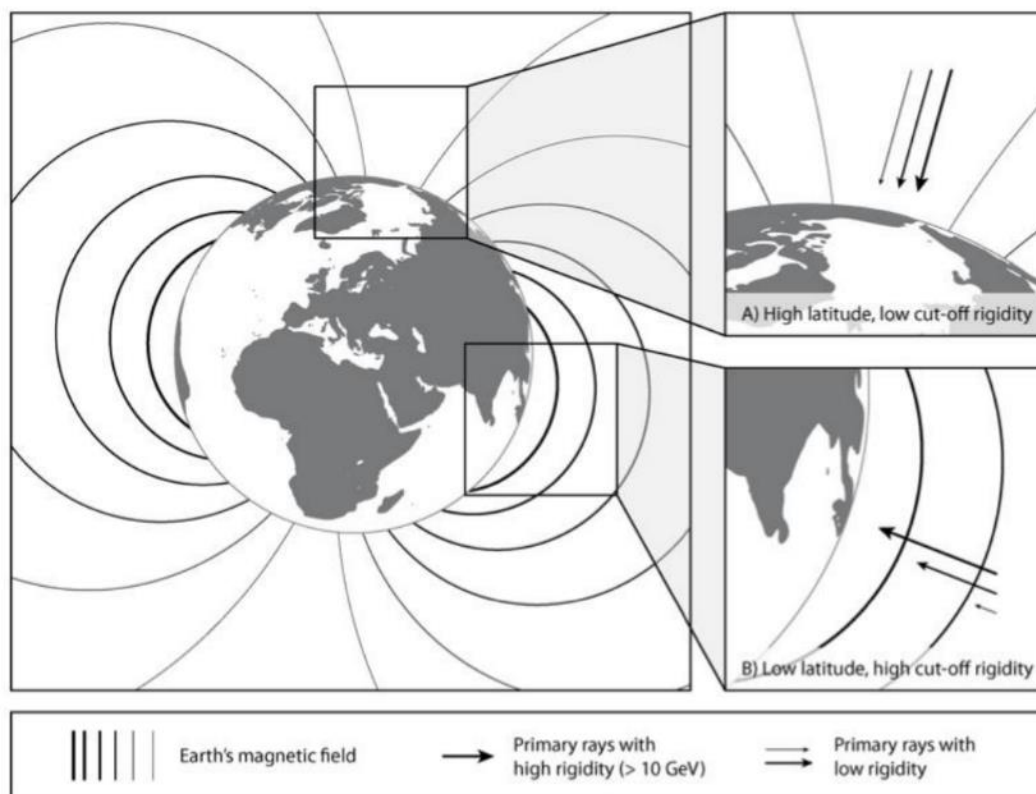 A) High latitude, low cut-off rigidity
B) Low latitude, high cut-off rigidity
Earth's magnetic field
Primary rays with
high rigidity (> 10 GeV)
Primary rays with
low rigidity